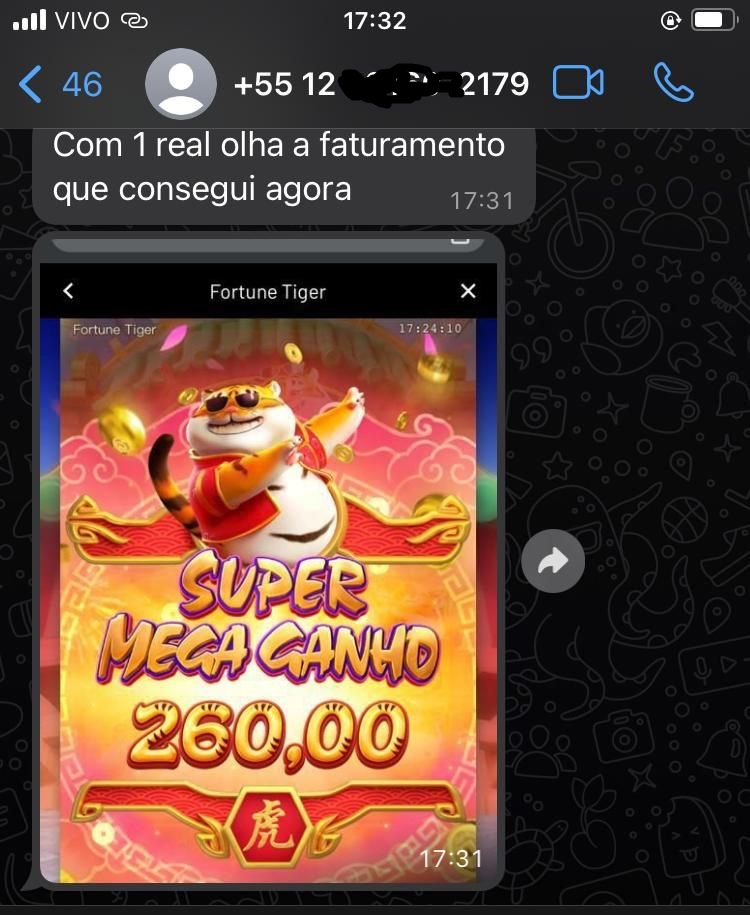 VIVO 17:32
46 +55 12 2179
Com 1 real olha a faturamento
que consegui agora 17:31
Fortune Tiger
Fortune Tiger 17:24:10
SUPER
MEGA GANHO
260,00
虎
17:31